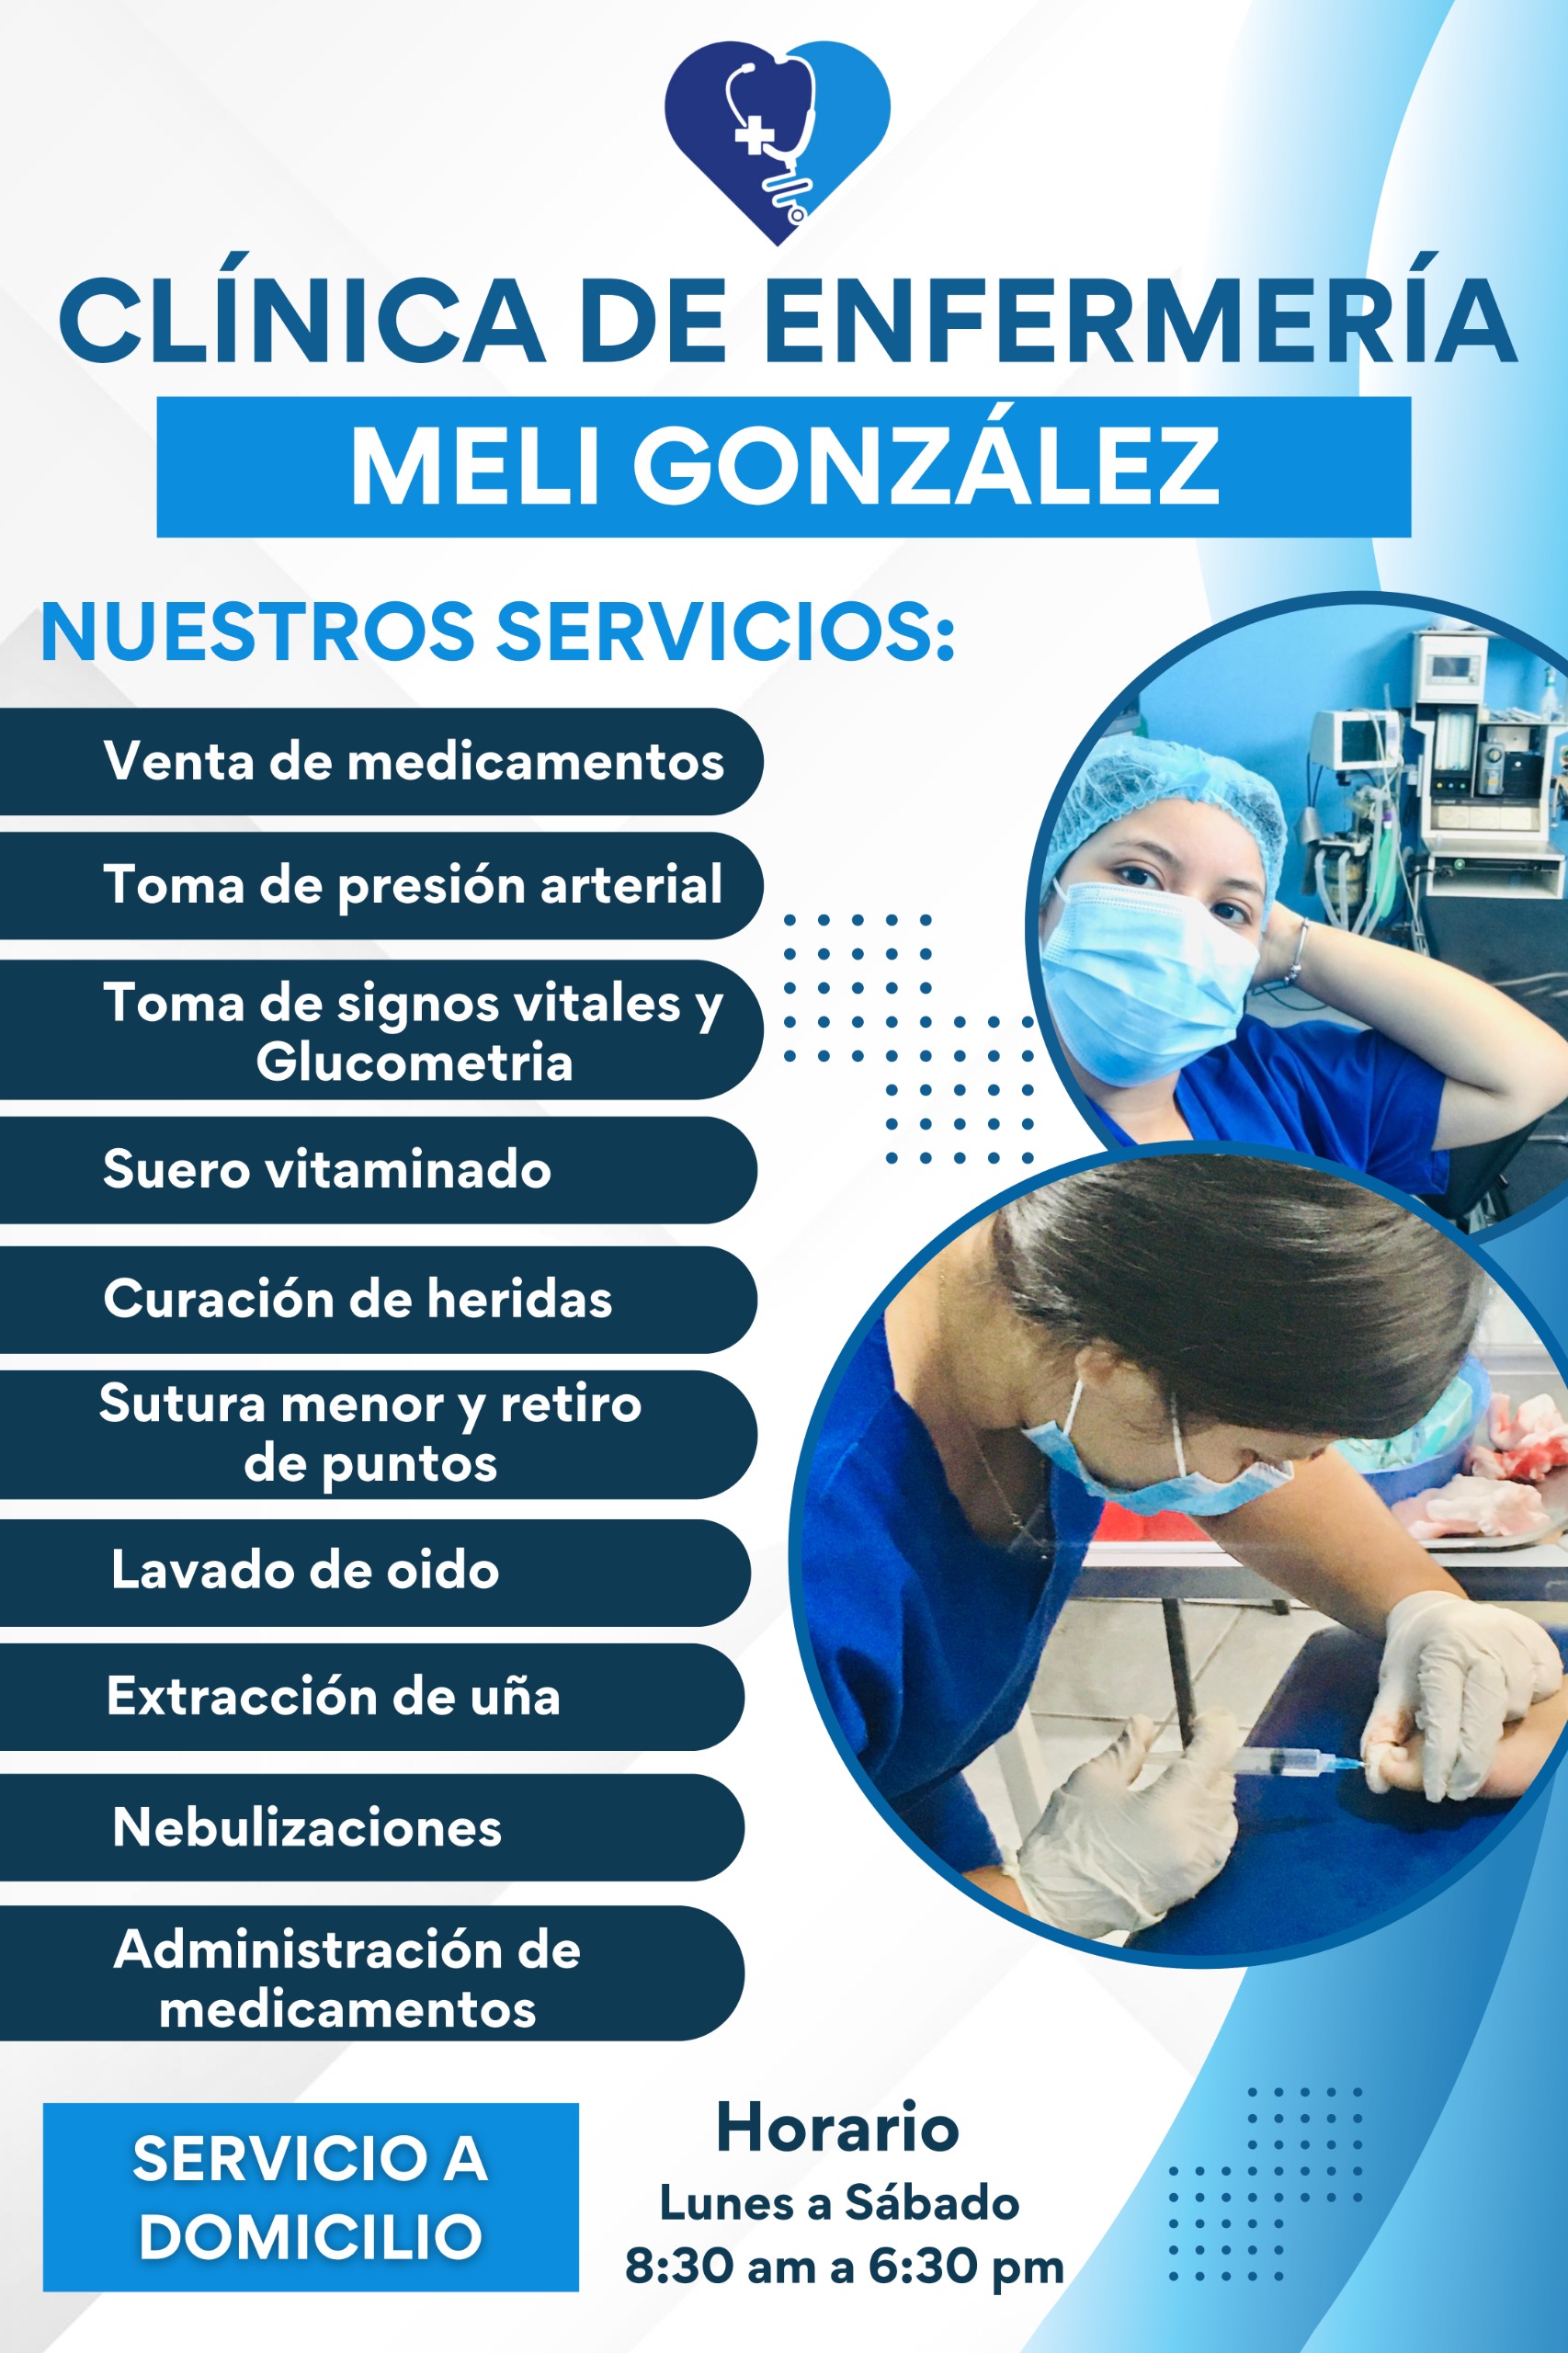 CLÍNICA DE ENFERMERÍA
MELI GONZÁLEZ
NUESTROS SERVICIOS:
Venta de medicamentos
Toma de presión arterial
Toma de signos vitales y
Glucometria
Suero vitaminado
Curación de heridas
Sutura menor y retiro
de puntos
Lavado de oido
Extracción de uña
Nebulizaciones
Administración de
medicamentos
SERVICIO A
DOMICILIO
Horario
Lunes a Sábado
8:30 am a 6:30 pm